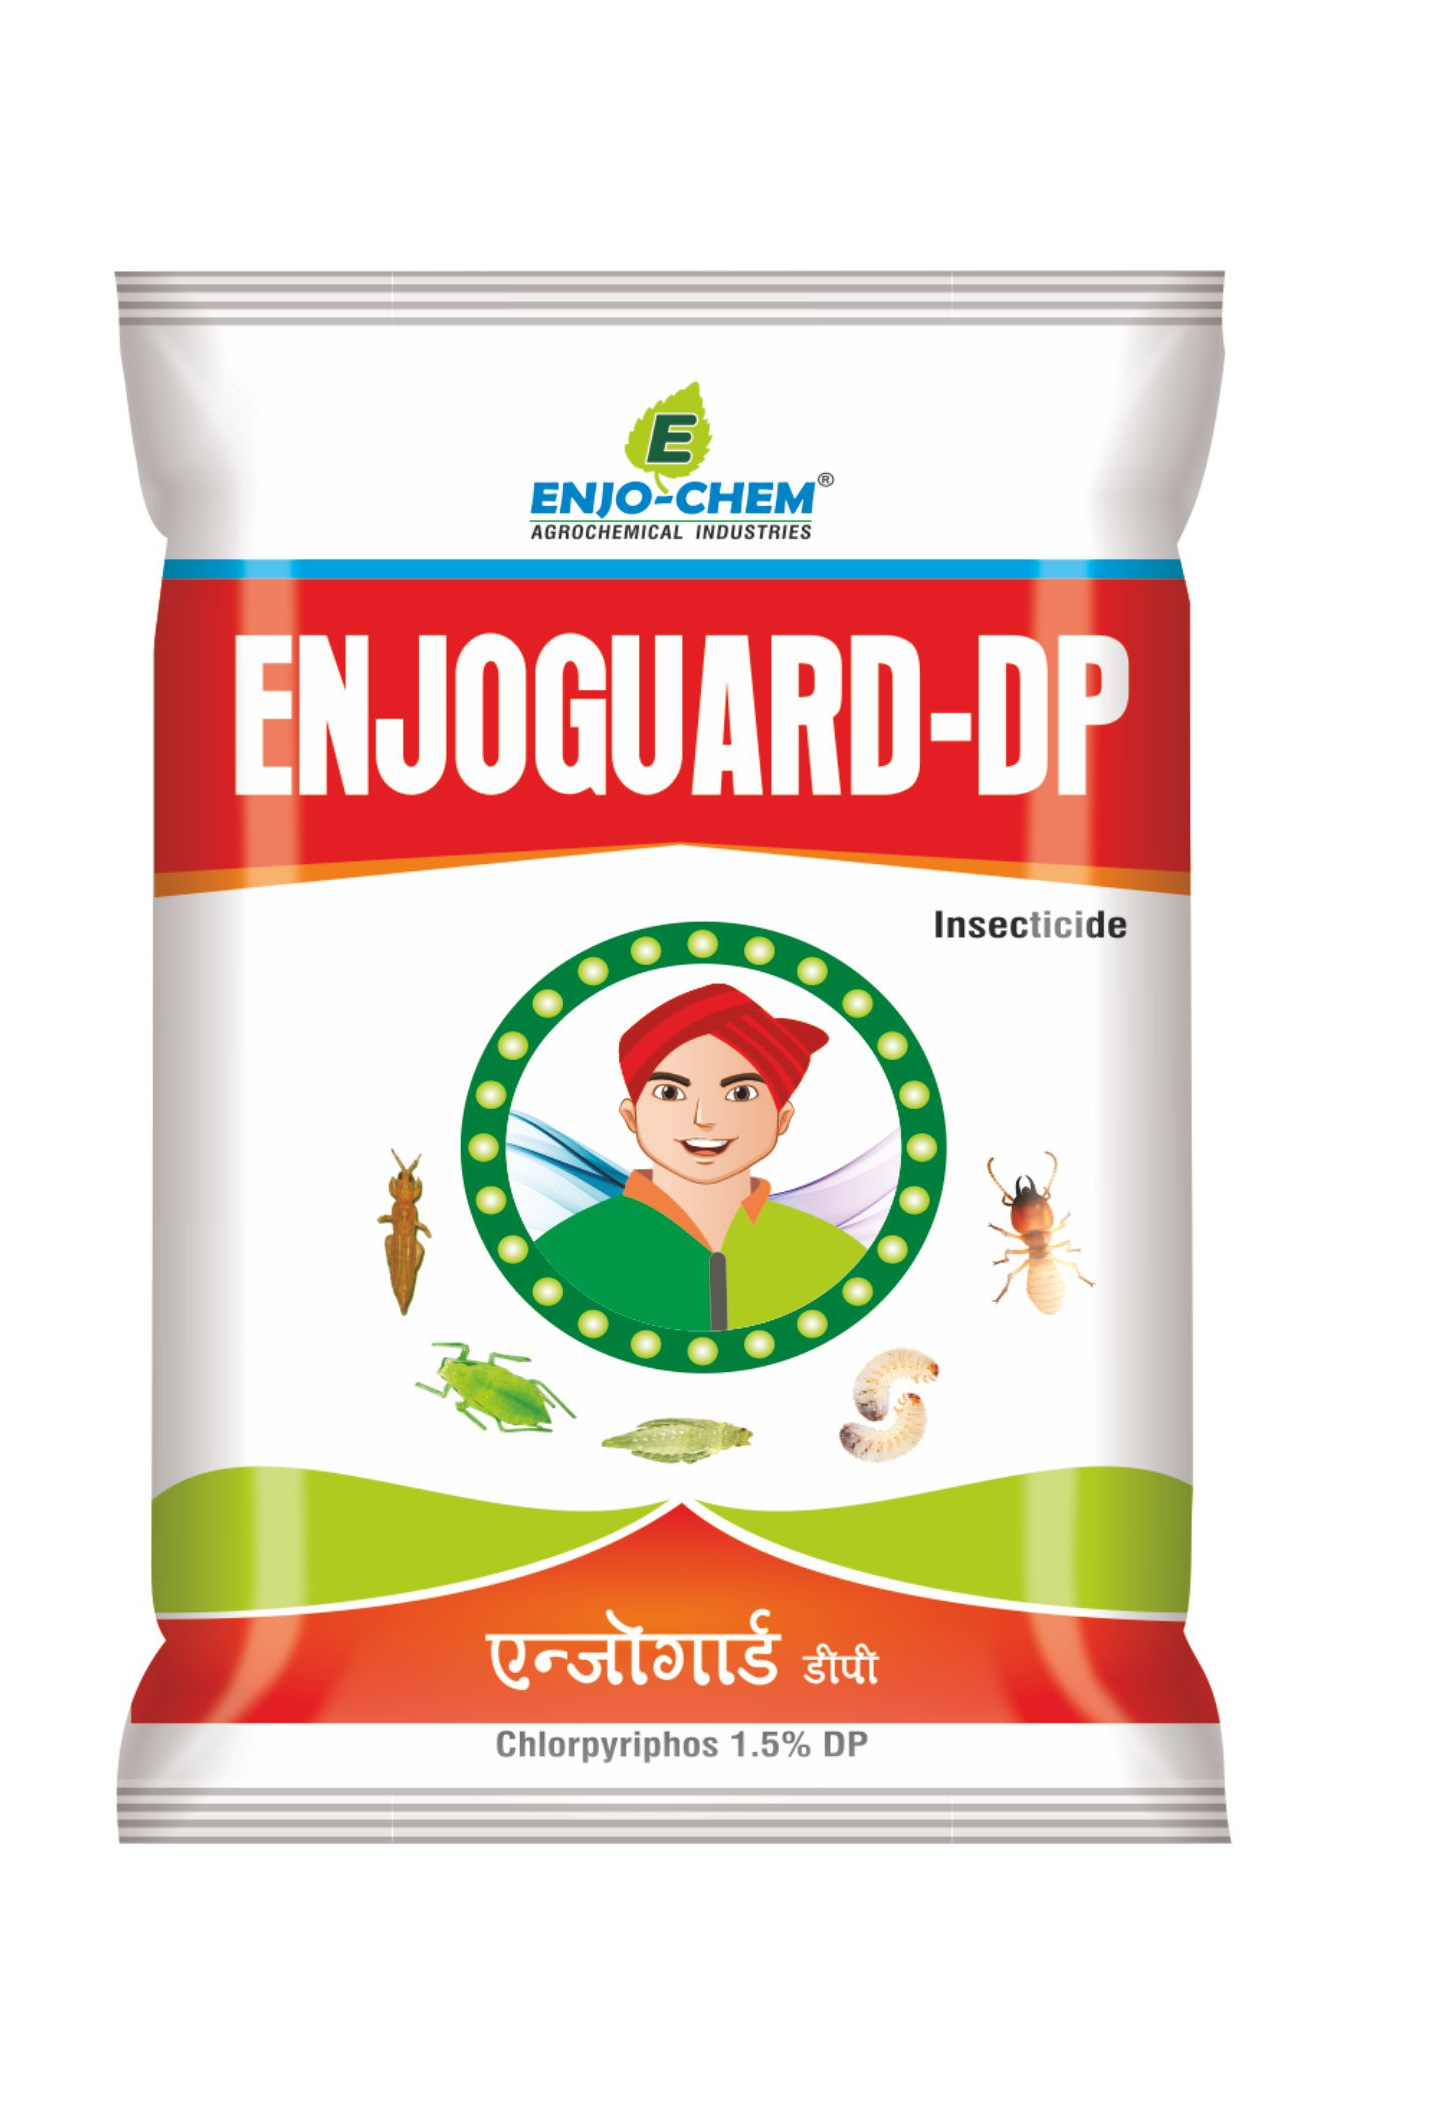 E
ENJO-CHEM®
AGROCHEMICAL INDUSTRIES
ENJOGUARD-DP
Insecticide
एन्जोगार्ड डीपी
Chlorpyriphos 1.5% DP